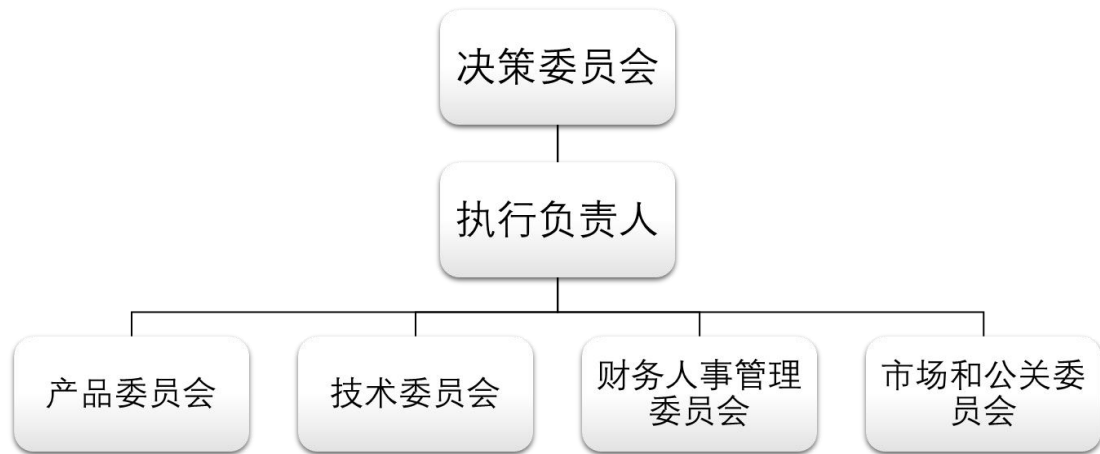 决策委员会
执行负责人
产品委员会
技术委员会
财务人事管理
委员会
市场和公关委
员会